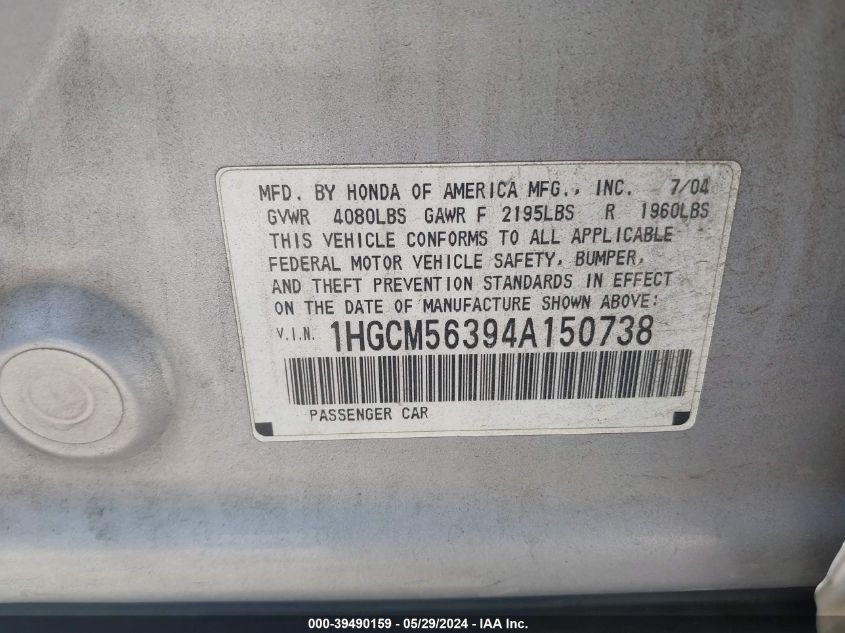 MFD. BY HONDA OF AMERICA MFG., INC. 7/04
GVWR 4080LBS GAWR F 2195LBS R 1960LBS
THIS VEHICLE CONFORMS TO ALL APPLICABLE
FEDERAL MOTOR VEHICLE SAFETY, BUMPER,
AND THEFT PREVENTION STANDARDS IN EFFECT
ON THE DATE OF MANUFACTURE SHOWN ABOVE:
V.I.N. 1HGCM56394A150738
PASSENGER CAR
000-39490159 - 05/29/2024 - IAA Inc.